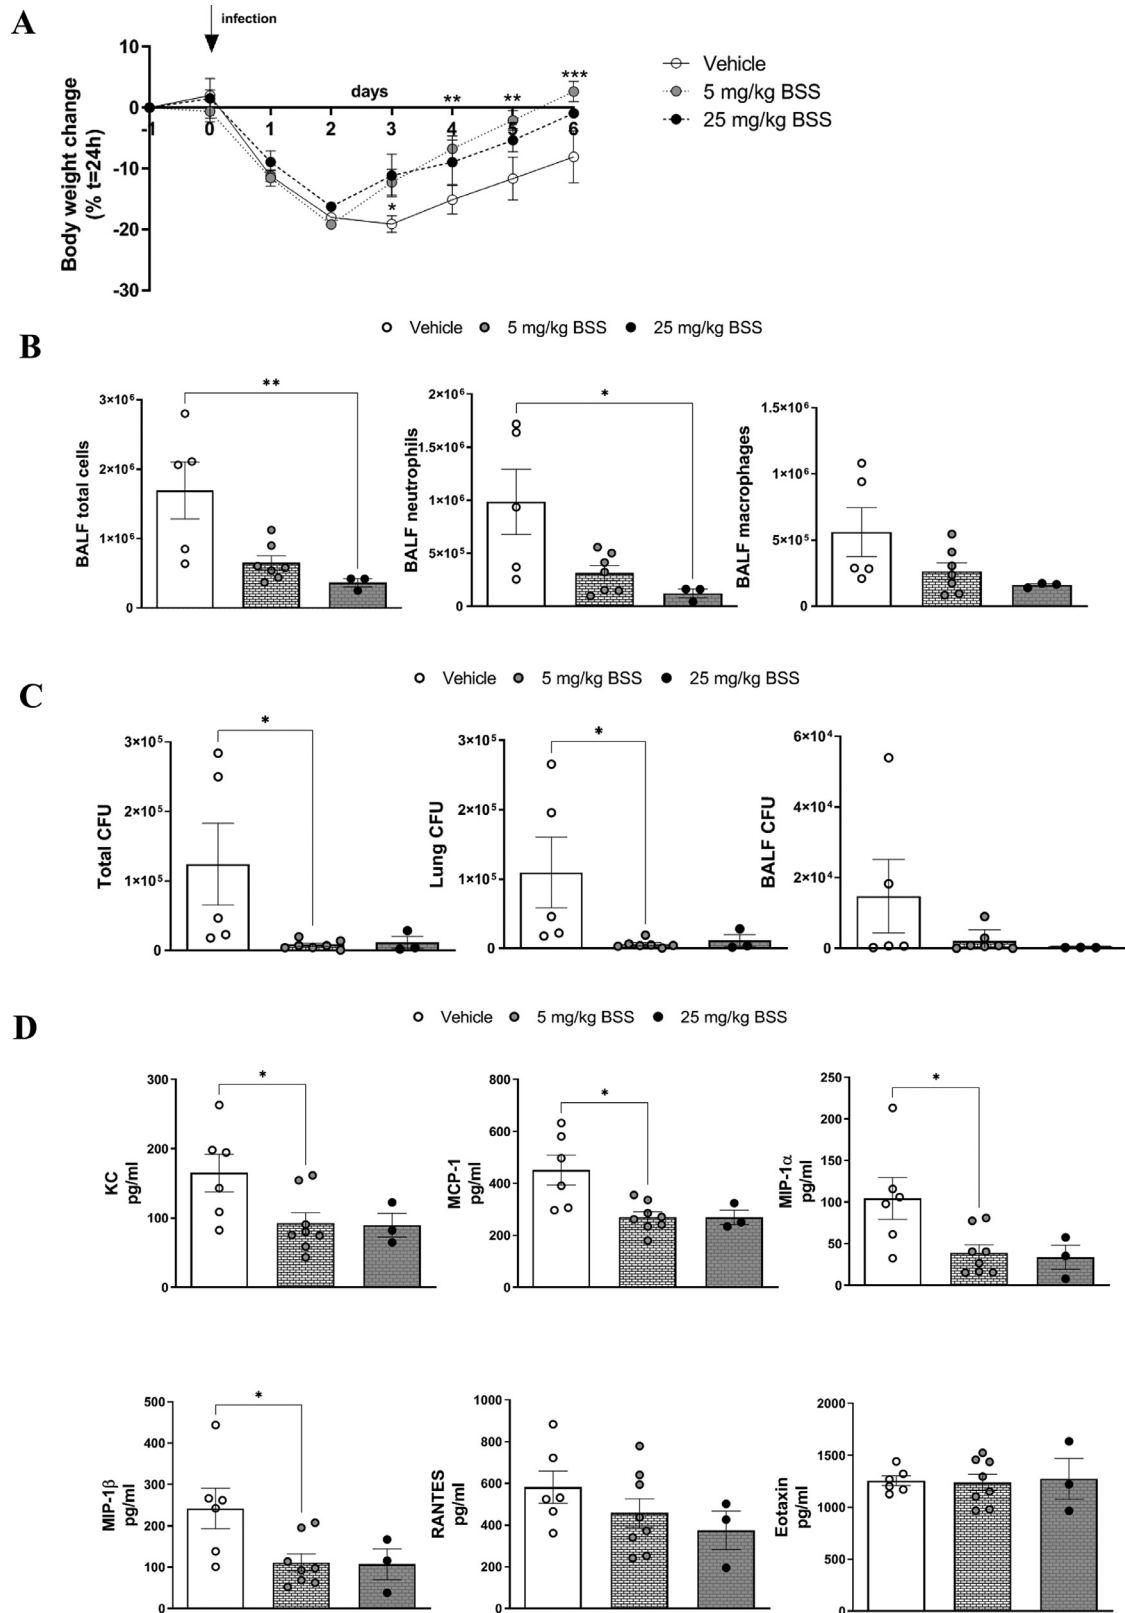 A
infection
Body weight change
(% t=24h)
10
0
-10
-20
-30
days
-1 0 1 2 3 4 5 6
*
**
**
***
Vehicle
5 mg/kg BSS
25 mg/kg BSS
B
Vehicle 5 mg/kg BSS 25 mg/kg BSS
BALF total cells
3×10⁶
2×10⁶
1×10⁶
0
**
BALF neutrophils
2×10⁶
1×10⁶
5×10⁵
0
*
BALF macrophages
1.5×10⁶
1×10⁶
5×10⁵
0
C
Vehicle 5 mg/kg BSS 25 mg/kg BSS
Total CFU
3×10⁵
2×10⁵
1×10⁵
0
*
Lung CFU
3×10⁵
2×10⁵
1×10⁵
0
*
BALF CFU
6×10⁴
4×10⁴
2×10⁴
0
D
Vehicle 5 mg/kg BSS 25 mg/kg BSS
KC
pg/ml
300
200
100
0
*
MCP-1
pg/ml
800
600
400
200
0
*
MIP-1α
pg/ml
250
200
150
100
50
0
*
MIP-1β
pg/ml
500
400
300
200
100
0
*
RANTES
pg/ml
1000
800
600
400
200
0
Eotaxin
pg/ml
2000
1500
1000
500
0